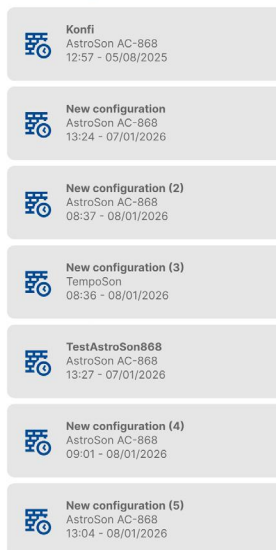 Konfi
AstroSon AC-868
12:57 - 05/08/2025
New configuration
AstroSon AC-868
13:24 - 07/01/2026
New configuration (2)
AstroSon AC-868
08:37 - 08/01/2026
New configuration (3)
TempoSon
08:36 - 08/01/2026
TestAstroSon868
AstroSon AC-868
13:27 - 07/01/2026
New configuration (4)
AstroSon AC-868
09:01 - 08/01/2026
New configuration (5)
AstroSon AC-868
13:04 - 08/01/2026